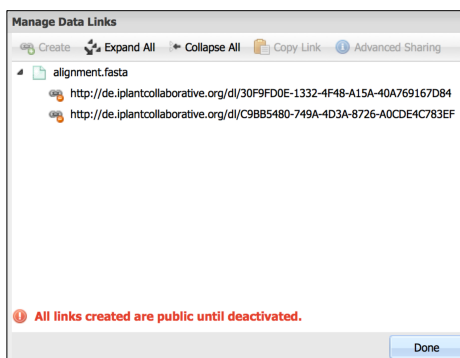 Manage Data Links
Create Expand All Collapse All Copy Link Advanced Sharing
alignment.fasta
http://de.iplantcollaborative.org/dl/30F9FD0E-1332-4F48-A15A-40A769167D84
http://de.iplantcollaborative.org/dl/C9BB5480-749A-4D3A-8726-A0CDE4C783EF
All links created are public until deactivated.
Done